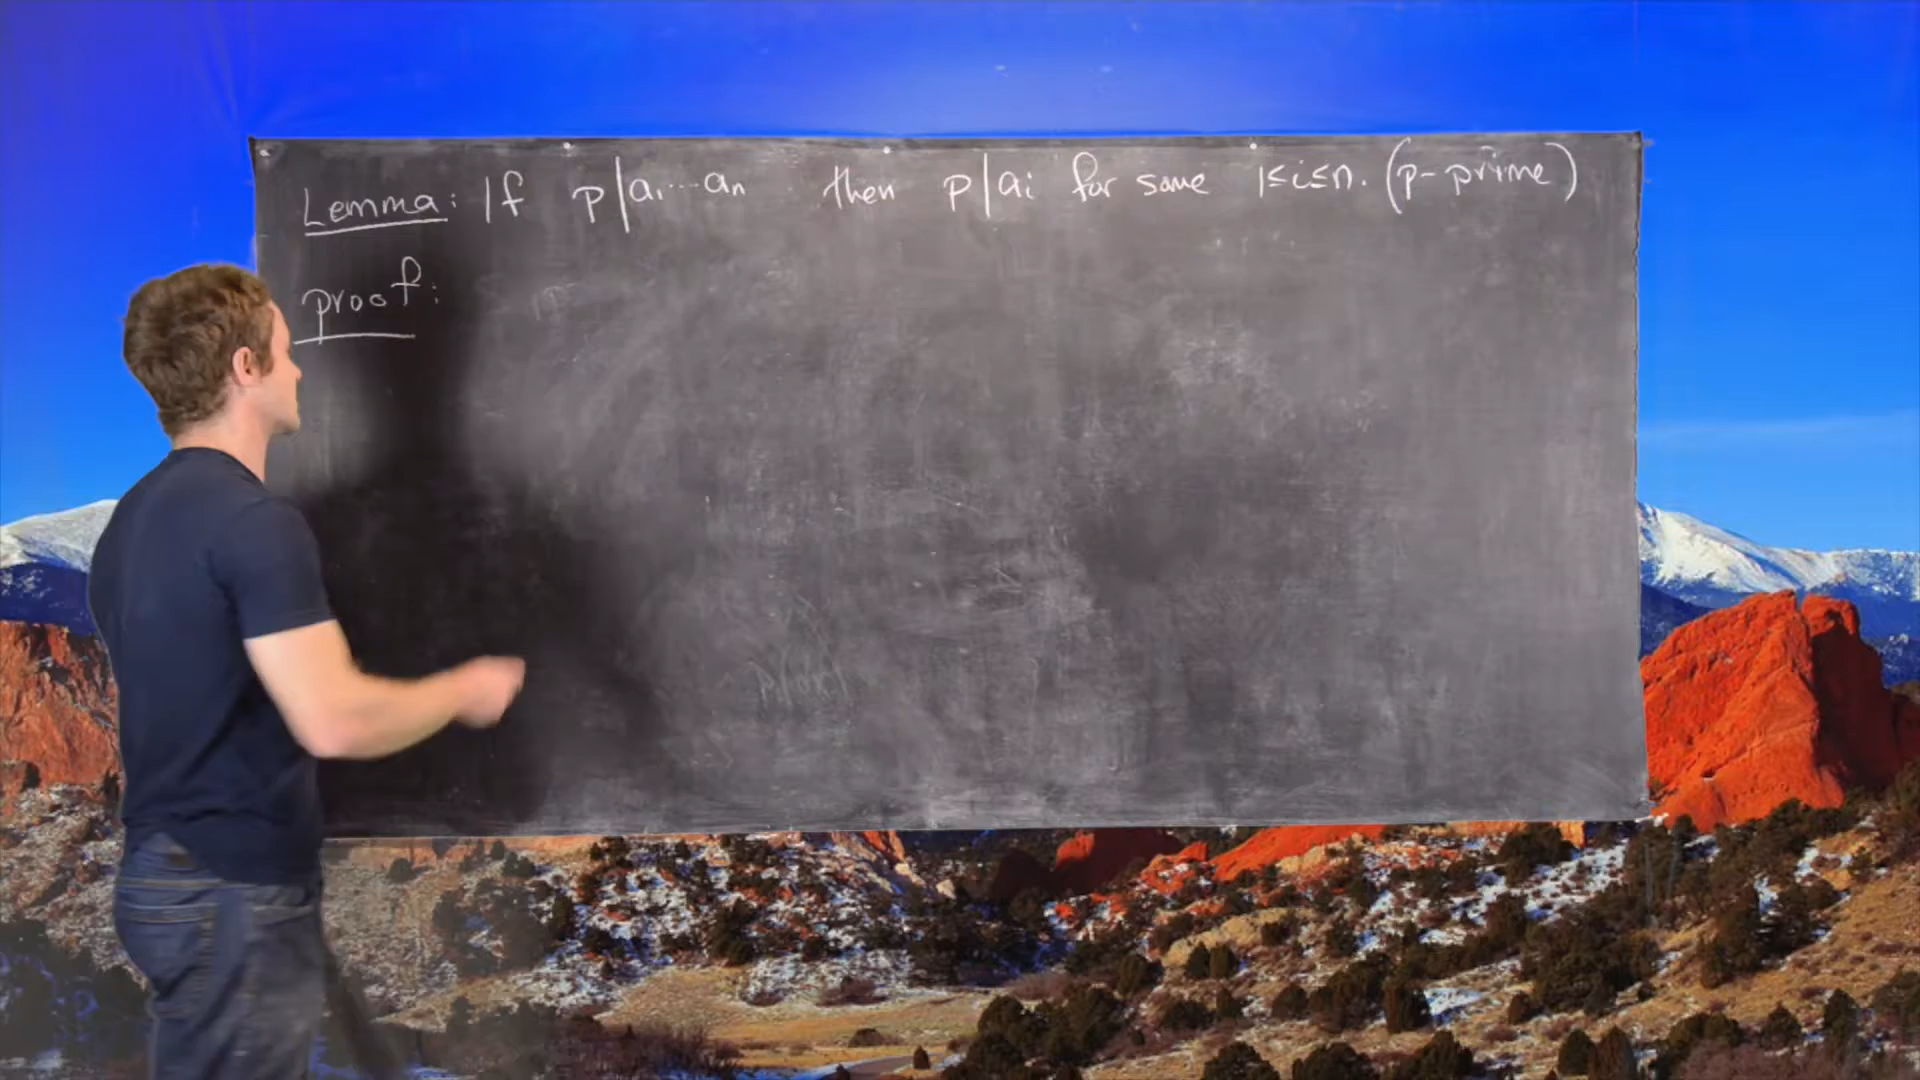 Lemma: If p|a₁…aₙ then p|aᵢ for some 1≤i≤n. (p-prime)
proof: